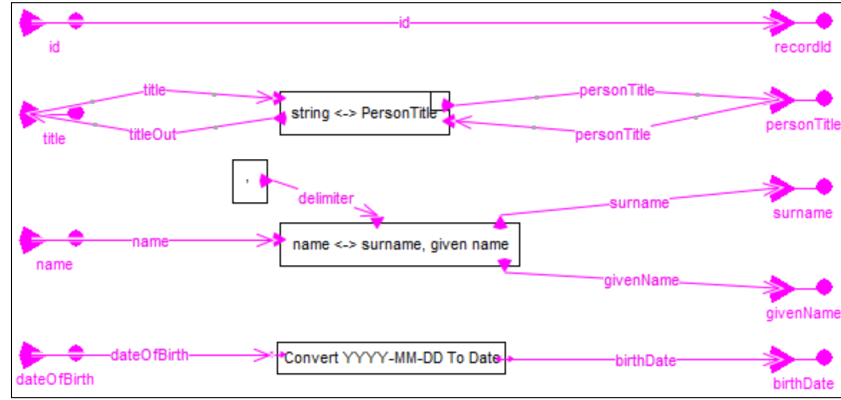 id
id
recordId
title
personTitle
string <-> PersonTitle
title
titleOut
personTitle
personTitle
,
delimiter
surname
surname
name
name
name <-> surname, given name
givenName
givenName
dateOfBirth
dateOfBirth
Convert YYYY-MM-DD To Date
birthDate
birthDate